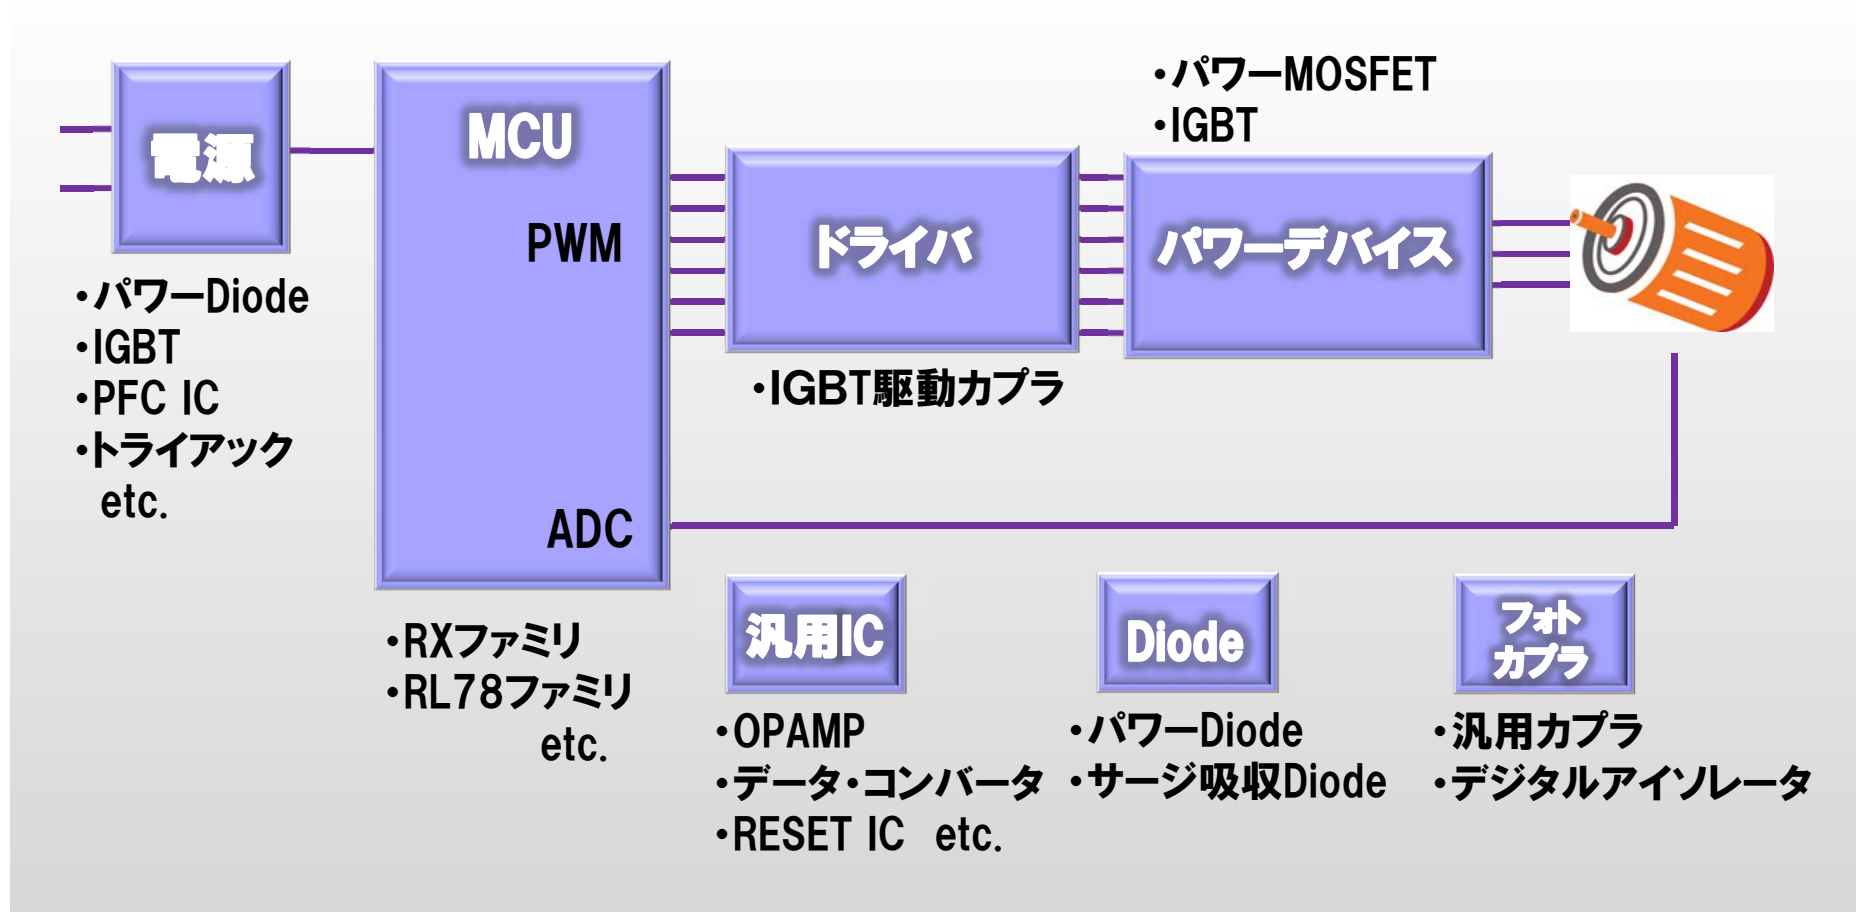 電源
・パワーDiode
・IGBT
・PFC IC
・トライアック
etc.
MCU
PWM
ADC
・RXファミリ
・RL78ファミリ
etc.
ドライバ
・IGBT駆動カプラ
・パワーMOSFET
・IGBT
パワーデバイス
汎用IC
・OPAMP
・データ・コンバータ
・RESET IC etc.
Diode
・パワーDiode
・サージ吸収Diode
フォト
カプラ
・汎用カプラ
・デジタルアイソレータ